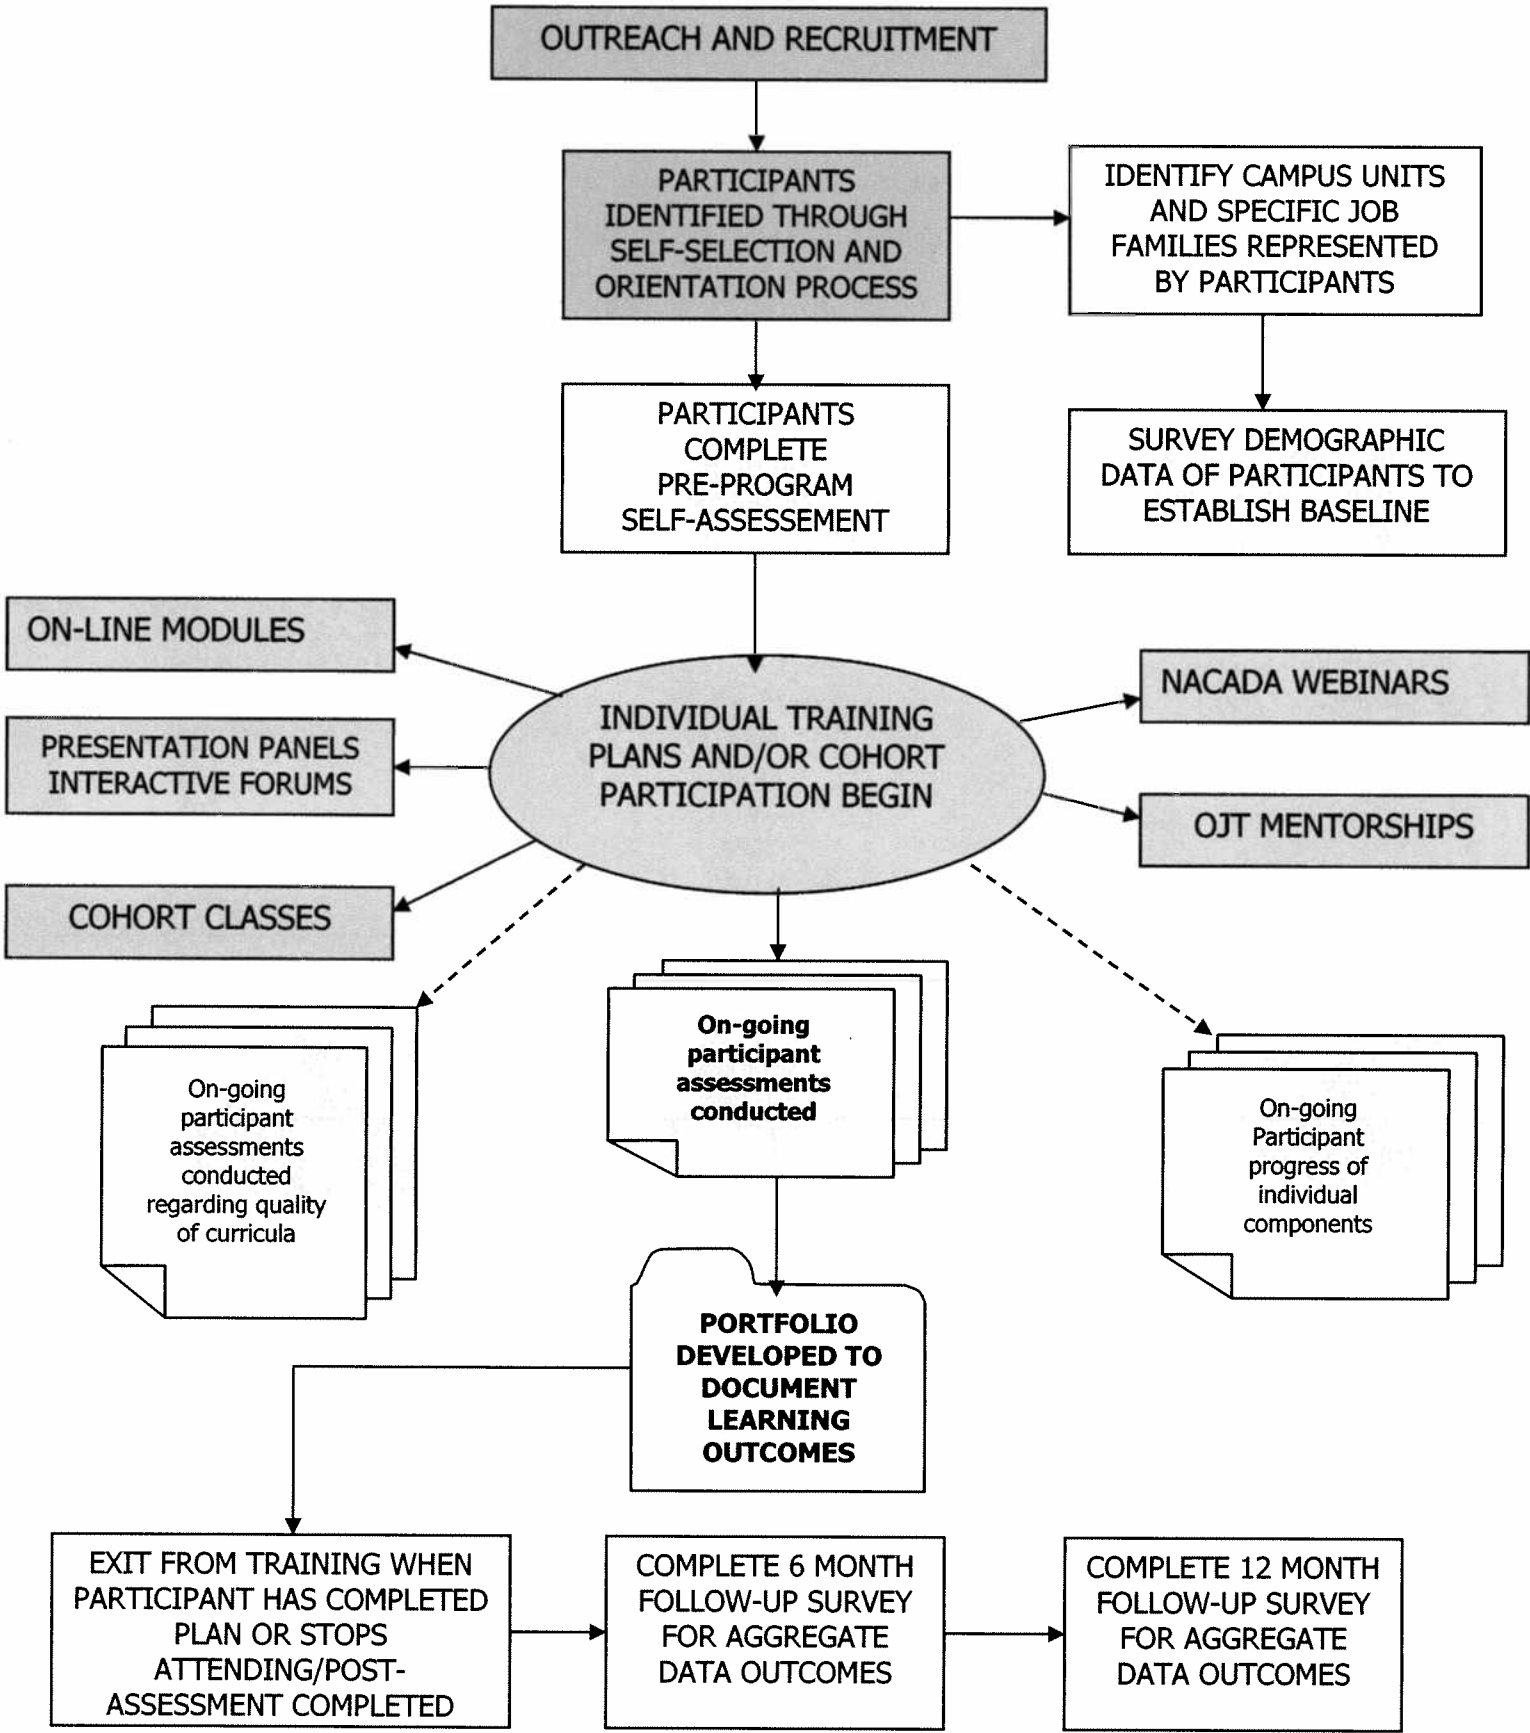 OUTREACH AND RECRUITMENT
PARTICIPANTS
IDENTIFIED THROUGH
SELF-SELECTION AND
ORIENTATION PROCESS
IDENTIFY CAMPUS UNITS
AND SPECIFIC JOB
FAMILIES REPRESENTED
BY PARTICIPANTS
PARTICIPANTS
COMPLETE
PRE-PROGRAM
SELF-ASSESSEMENT
SURVEY DEMOGRAPHIC
DATA OF PARTICIPANTS TO
ESTABLISH BASELINE
ON-LINE MODULES
PRESENTATION PANELS
INTERACTIVE FORUMS
COHORT CLASSES
INDIVIDUAL TRAINING
PLANS AND/OR COHORT
PARTICIPATION BEGIN
NACADA WEBINARS
OJT MENTORSHIPS
On-going
participant
assessments
conducted
regarding quality
of curricula
On-going
participant
assessments
conducted
On-going
Participant
progress of
individual
components
PORTFOLIO
DEVELOPED TO
DOCUMENT
LEARNING
OUTCOMES
EXIT FROM TRAINING WHEN
PARTICIPANT HAS COMPLETED
PLAN OR STOPS
ATTENDING/POST-
ASSESSMENT COMPLETED
COMPLETE 6 MONTH
FOLLOW-UP SURVEY
FOR AGGREGATE
DATA OUTCOMES
COMPLETE 12 MONTH
FOLLOW-UP SURVEY
FOR AGGREGATE
DATA OUTCOMES